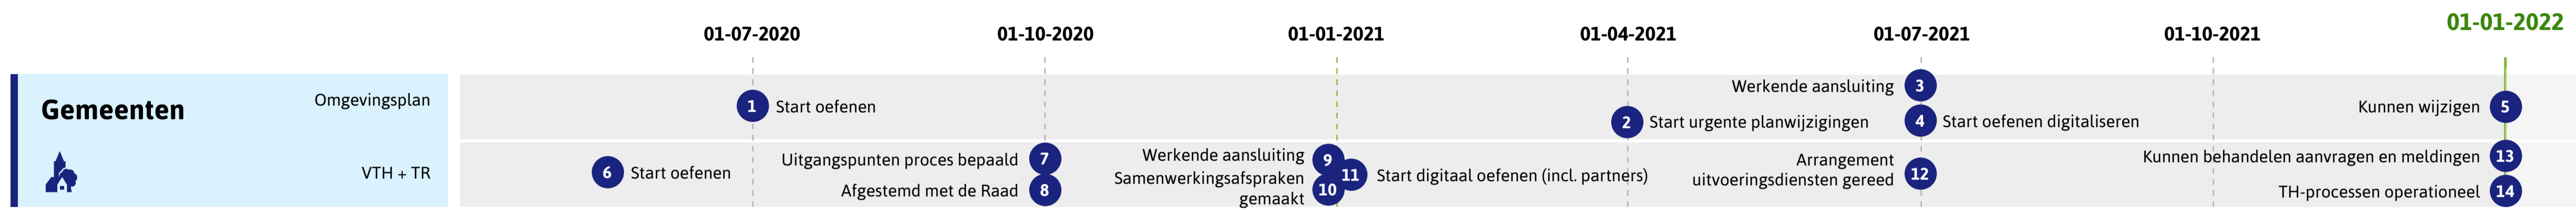 01-07-2020
01-10-2020
01-01-2021
01-04-2021
01-07-2021
01-10-2021
01-01-2022
Gemeenten
Omgevingsplan
1 Start oefenen
2 Start urgente planwijzigingen
Werkende aansluiting 3
4 Start oefenen digitaliseren
Kunnen wijzigen 5
VTH + TR
6 Start oefenen
Uitgangspunten proces bepaald 7
Afgestemd met de Raad 8
Werkende aansluiting 9
Samenwerkingsafspraken
gemaakt 10
11 Start digitaal oefenen (incl. partners)
Arrangement
uitvoeringsdiensten gereed 12
Kunnen behandelen aanvragen en meldingen 13
TH-processen operationeel 14